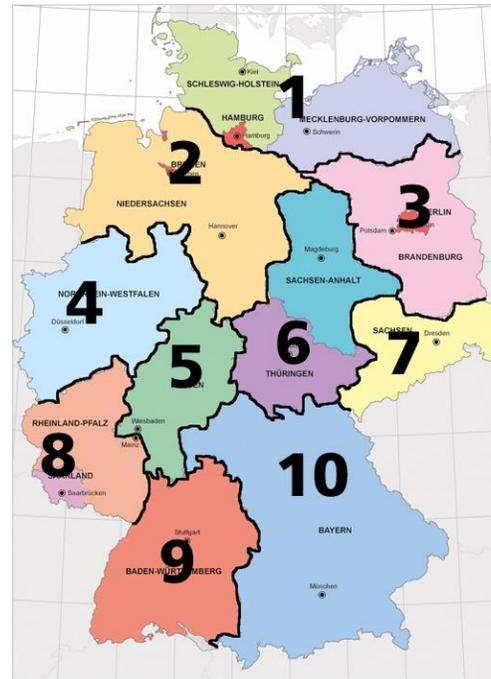 Kiel
SCHLESWIG-HOLSTEIN
1
HAMBURG
Hamburg
MECKLENBURG-VORPOMMERN
Schwerin
2
NIEDERSACHSEN
Hannover
3
Potsdam
BRANDENBURG
Magdeburg
SACHSEN-ANHALT
4
Düsseldorf
5
6
THÜRINGEN
7
SACHSEN
Dresden
Wiesbaden
Mainz
RHEINLAND-PFALZ
8
Saarbrücken
10
BAYERN
Stuttgart
9
München